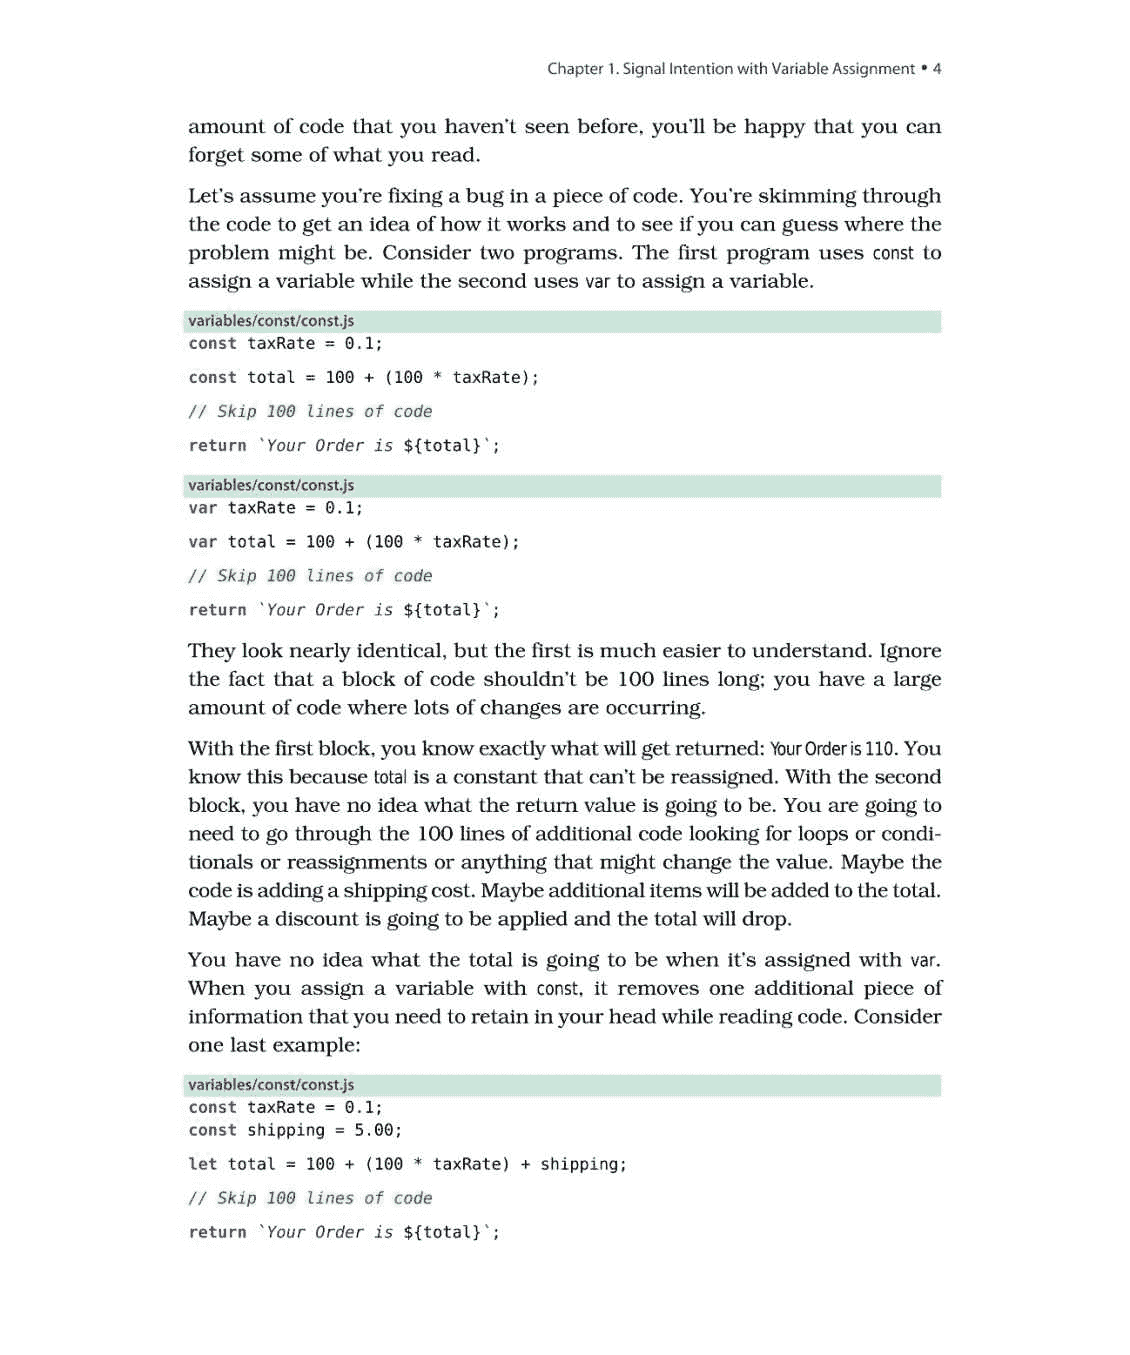 Chapter 1. Signal Intention with Variable Assignment • 4
amount of code that you haven't seen before, you'll be happy that you can
forget some of what you read.
Let's assume you're fixing a bug in a piece of code. You're skimming through
the code to get an idea of how it works and to see if you can guess where the
problem might be. Consider two programs. The first program uses const to
assign a variable while the second uses var to assign a variable.
variables/const/const.js
const taxRate = 0.1;
const total = 100 + (100 * taxRate);
// Skip 100 lines of code
return `Your Order is ${total}`;
variables/const/const.js
var taxRate = 0.1;
var total = 100 + (100 * taxRate);
// Skip 100 lines of code
return `Your Order is ${total}`;
They look nearly identical, but the first is much easier to understand. Ignore
the fact that a block of code shouldn't be 100 lines long; you have a large
amount of code where lots of changes are occurring.
With the first block, you know exactly what will get returned: Your Order is 110. You
know this because total is a constant that can't be reassigned. With the second
block, you have no idea what the return value is going to be. You are going to
need to go through the 100 lines of additional code looking for loops or condi-
tionals or reassignments or anything that might change the value. Maybe the
code is adding a shipping cost. Maybe additional items will be added to the total.
Maybe a discount is going to be applied and the total will drop.
You have no idea what the total is going to be when it's assigned with var.
When you assign a variable with const, it removes one additional piece of
information that you need to retain in your head while reading code. Consider
one last example:
variables/const/const.js
const taxRate = 0.1;
const shipping = 5.00;
let total = 100 + (100 * taxRate) + shipping;
// Skip 100 lines of code
return `Your Order is ${total}`;